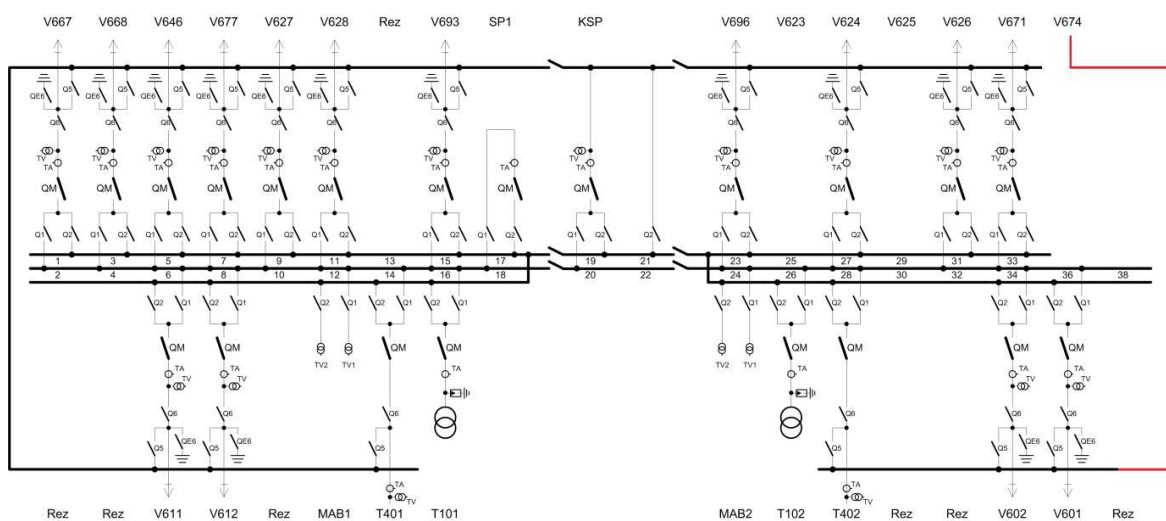 V667 V668 V646 V677 V627 V628 Rez V693 SP1 KSP V696 V623 V624 V625 V626 V671 V674
Q5 Q5 Q5 Q5 Q5 Q5 Q5 Q5 Q5 Q5 Q5
QE6 QE6 QE6 QE6 QE6 QE6 QE6 QE6 QE6 QE6 QE6
Q6 Q6 Q6 Q6 Q6 Q6 Q6 Q6 Q6 Q6 Q6
TV TV TV TV TV TV TV TV TV TV TV TV
TA TA TA TA TA TA TA TA TA TA TA TA TA
QM QM QM QM QM QM QM QM QM QM QM QM QM
Q1 Q2 Q1 Q2 Q1 Q2 Q1 Q2 Q1 Q2 Q1 Q2 Q1 Q2 Q1 Q2 Q1 Q2 Q2 Q1 Q2 Q1 Q2 Q1 Q2 Q1 Q2
1 3 5 7 9 11 13 15 17 19 21 23 25 27 29 31 33
2 4 6 8 10 12 14 16 18 20 22 24 26 28 30 32 34 36 38
Q2 Q1 Q2 Q1 Q2 Q1 Q2 Q1 Q2 Q1 Q2 Q1 Q2 Q1 Q2 Q1 Q2 Q1 Q2 Q1
QM QM TV2 TV1 QM QM TV2 TV1 QM QM QM QM
TA TA TA TA TA TA TA TA
TV TV TV TV
Q6 Q6 Q6 Q6 Q6 Q6
Q5 QE6 Q5 QE6 Q5 Q5 Q5 QE6 Q5 QE6
TA TA
TV TV
Rez Rez V611 V612 Rez MAB1 T401 T101 MAB2 T102 T402 Rez Rez V602 V601 Rez